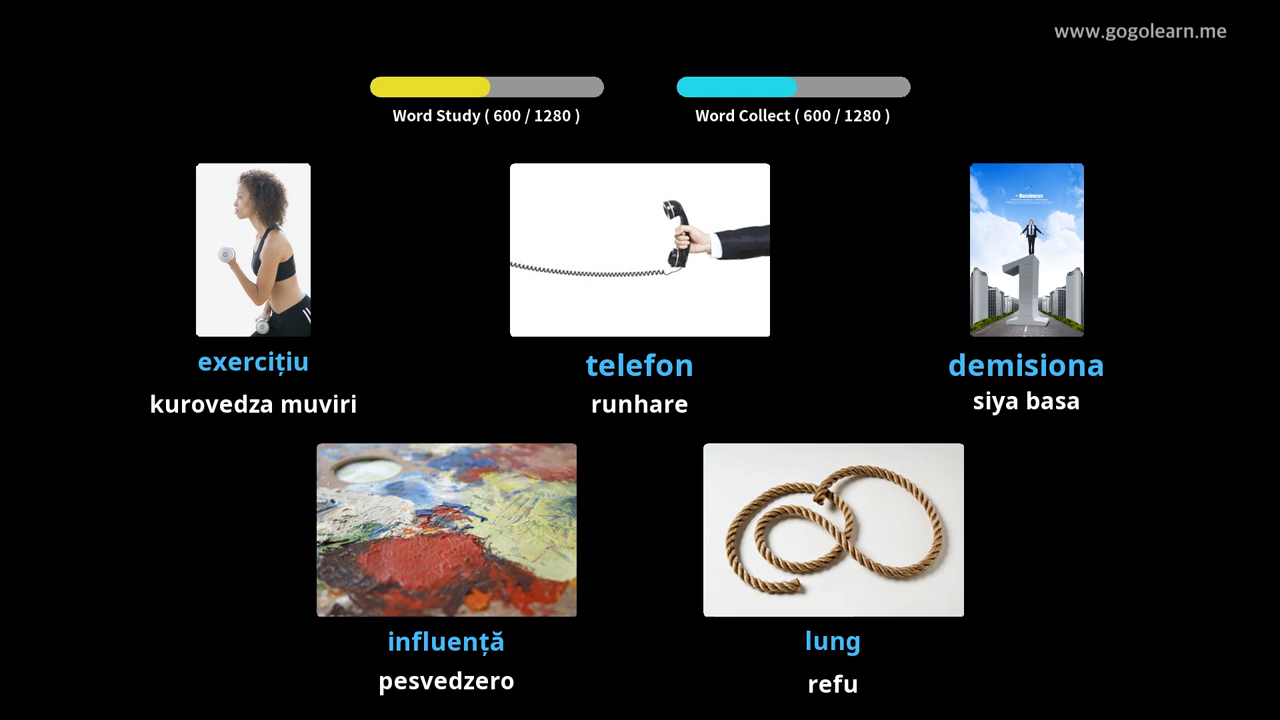 www.gogolearn.me
Word Study ( 600 / 1280 )
Word Collect ( 600 / 1280 )
Business
exercițiu
telefon
demisiona
kurovedza muviri
runhare
siya basa
influență
lung
pesvedzero
refu